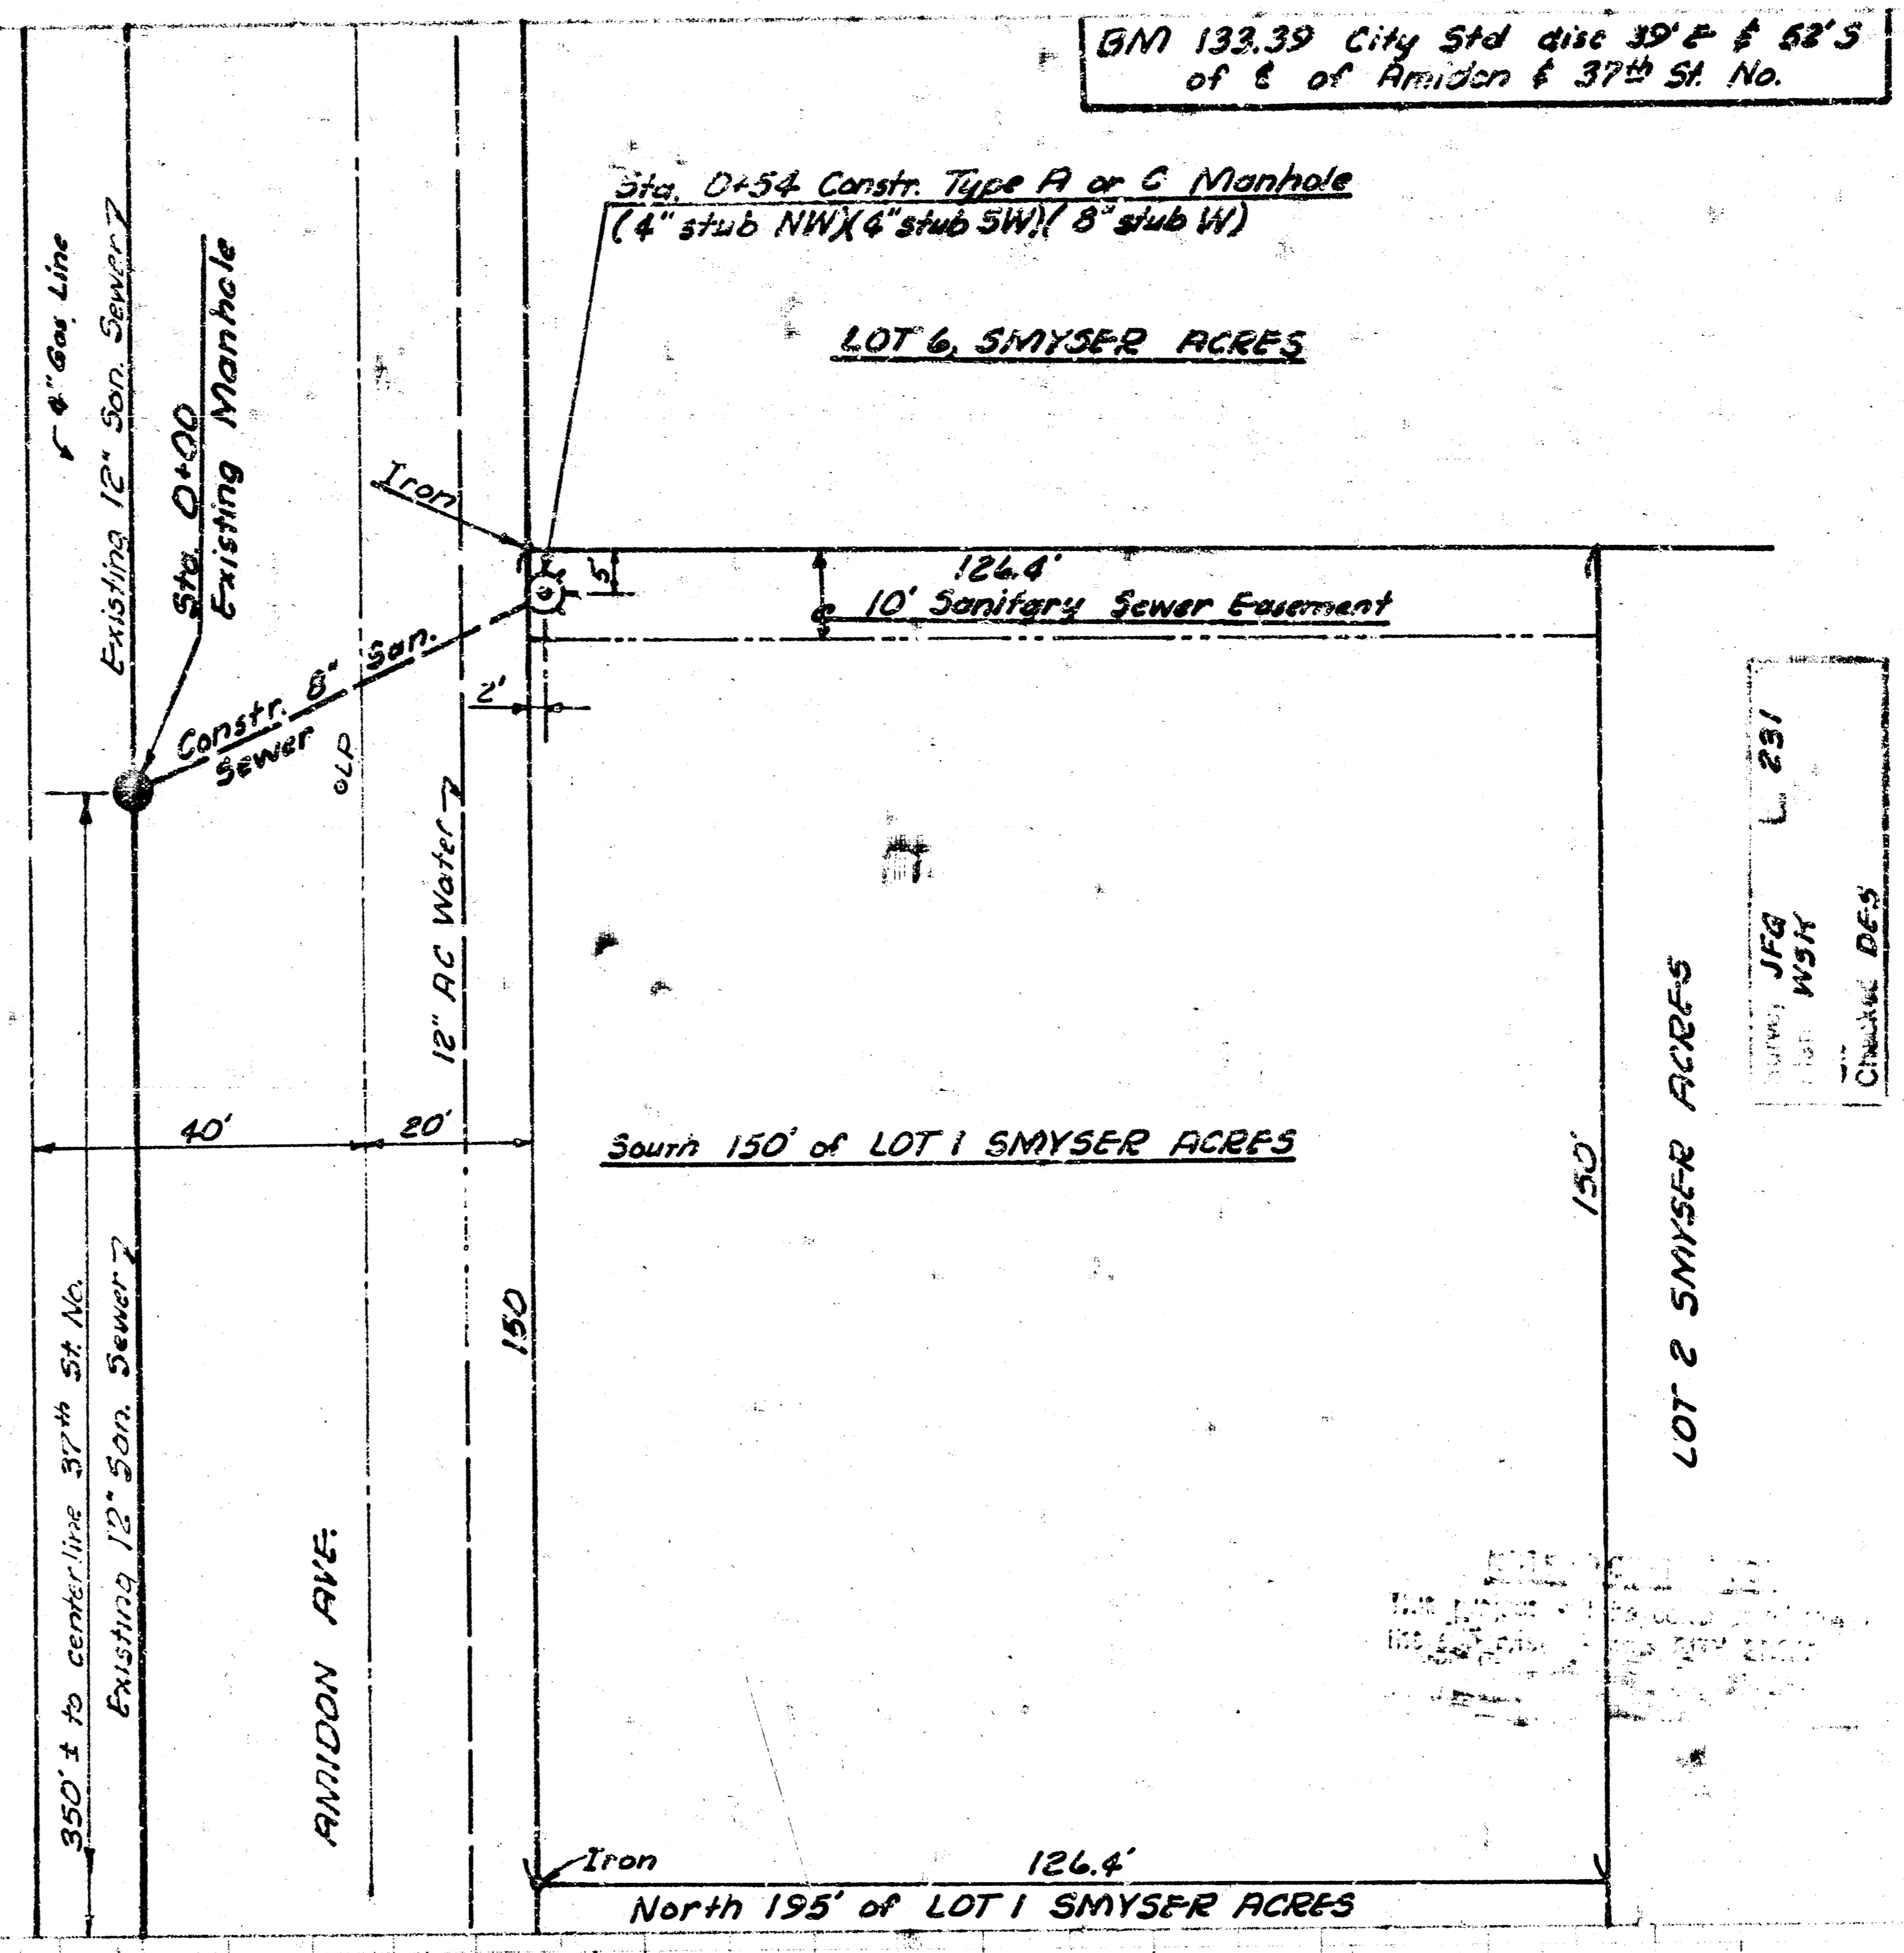 BM 133.39 City Std disc 39' E & 52' S
of ℄ of Amidon & 37th St. No.
Sta. 0+54 Constr. Type A or C Manhole
(4" stub NW)(4" stub SW)(8" stub W)
LOT 6, SMYSER ACRES
4" Gas Line
Existing 12" San. Sewer
Sta 0+00
Existing Manhole
Iron
5'
126.4'
10' Sanitary Sewer Easement
Constr. 8" San.
Sewer
2'
LP
12" AC Water
231
JFG
WSK
Checked DES
40'
20'
South 150' of LOT 1 SMYSER ACRES
150'
LOT 2 SMYSER ACRES
150
350' ± to centerline 37th St. No.
Existing 12" San. Sewer
AMIDON AVE.
Iron
126.4'
North 195' of LOT 1 SMYSER ACRES